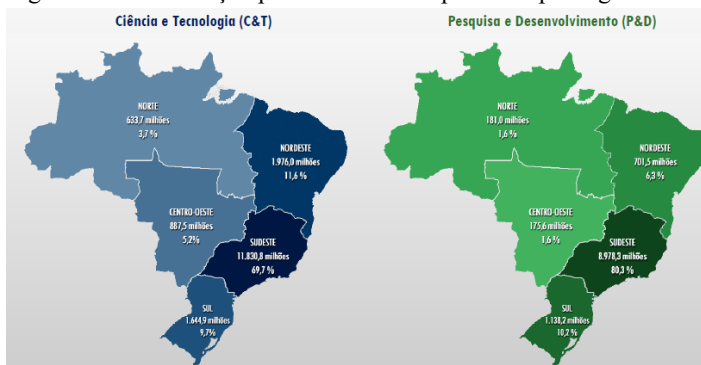 Ciência e Tecnologia (C&T)
NORTE
633,7 milhões
3,7 %
NORDESTE
1.976,0 milhões
11,6 %
CENTRO-OESTE
887,5 milhões
5,2%
SUDESTE
11.830,8 milhões
69,7 %
SUL
1.644,9 milhões
9,7%
Pesquisa e Desenvolvimento (P&D)
NORTE
181,0 milhões
1,6 %
NORDESTE
701,5 milhões
6,3 %
CENTRO-OESTE
175,6 milhões
1,6 %
SUDESTE
8.978,3 milhões
80,3 %
SUL
1.138,2 milhões
10,2 %